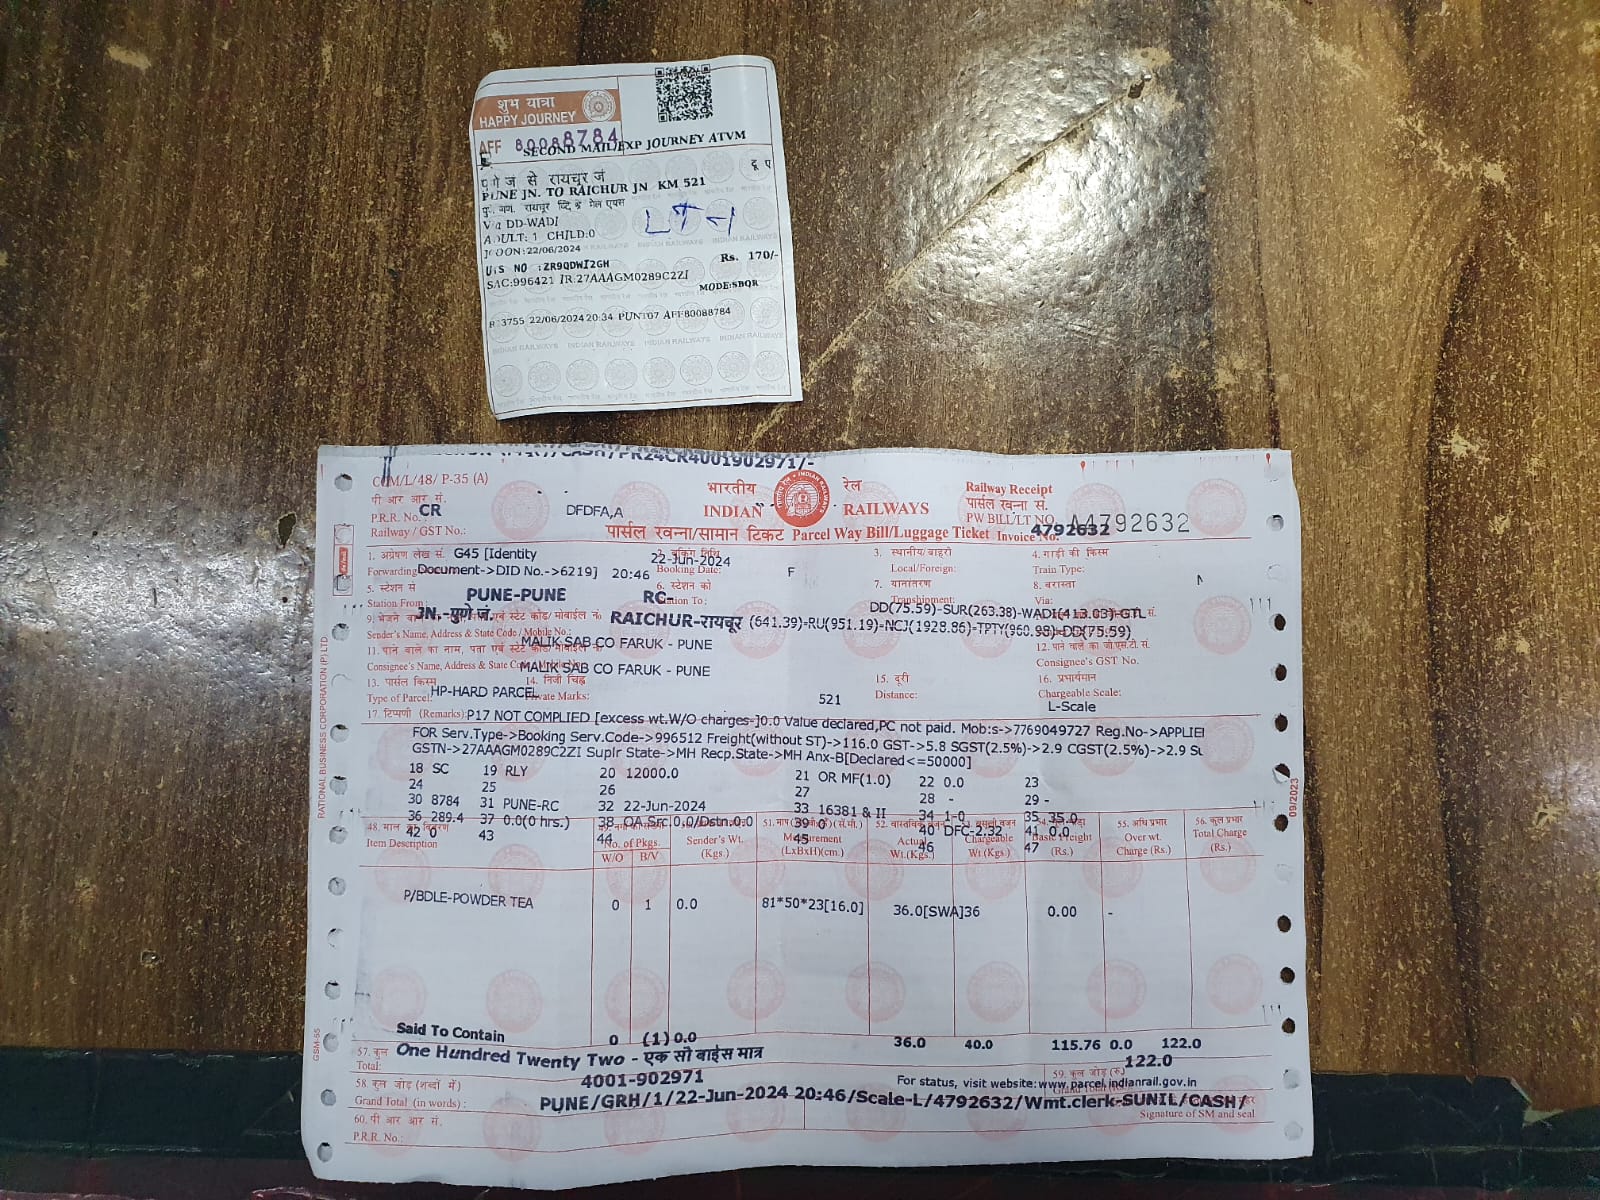 शुभ यात्रा
HAPPY JOURNEY
AFF 80088784
SECOND MAIL/EXP JOURNEY ATVM
पुणे जं से रायचूर जं
PUNE JN. TO RAICHUR JN KM 521
DD-WADI
ADULT: 1 CHILD:0
LT-1
22/06/2024
Rs. 170/-
NO :ZR9QDWI2GH
SAC:996421 IR:27AAAGM0289C2ZI
MODE:SBQR
3755 22/06/2024 20:34 PUNT07 AFF80088784
INDIAN RAILWAYS INDIAN RAILWAYS INDIAN RAILWAYS
/CASH/PR24CR4001902971/-
COM/L/48/ P-35 (A)
पी आर आर सं.
P.R.R. No.:
CR
Railway / GST No.:
DFDFA,A
भारतीय रेल
INDIAN RAILWAYS
Railway Receipt
पार्सल रवन्ना सं.
PW BILL/LT NO. A4792632
पार्सल रवन्ना/सामान टिकट Parcel Way Bill/Luggage Ticket Invoice No. 4792632
1. अग्रेषण लेख सं. G45 [Identity
Forwarding Document->DID No.->6219] 20:46
2. बुकिंग तिथि
22-Jun-2024
Booking Date:
F
3. स्थानीय/बाहरी
Local/Foreign:
4. गाड़ी की किस्म
Train Type:
5. स्टेशन से
Station From:
PUNE-PUNE
JN.-पुणे जं.
6. स्टेशन को
RC-
RAICHUR-रायचूर
7. यानांतरण
Transhipment:
8. बरास्ता
Via:
DD(75.59)-SUR(263.38)-WADI(413.03)-GTL
(641.39)-RU(951.19)-NCJ(1928.86)-TPTY(960.98)-DD(75.59)
Sender's Name, Address & State Code / Mobile No.:
MALIK SAB CO FARUK - PUNE
11. पाने वाले का नाम, पता एवं स्टेट कोड/ मोबाईल नं.
12. पाने वाले का जी.एस.टी. सं.
Consignee's Name, Address & State
MALIK SAB CO FARUK - PUNE
Consignee's GST No.
13. पार्सल किस्म
Type of Parcel:
HP-HARD PARCEL
14. निजी चिह्न
Private Marks:
15. दूरी
Distance:
521
16. प्रभार्यमान
Chargeable Scale:
L-Scale
17. टिप्पणी (Remarks): P17 NOT COMPLIED [excess wt.W/O charges-]0.0 Value declared,PC not paid. Mob:s->7769049727 Reg.No->APPLIE
FOR Serv.Type->Booking Serv.Code->996512 Freight(without ST)->116.0 GST->5.8 SGST(2.5%)->2.9 CGST(2.5%)->2.9
GSTN->27AAAGM0289C2ZI Suplr State->MH Recp.State->MH Anx-B[Declared<=50000]
18 SC 19 RLY 20 12000.0 21 OR MF(1.0) 22 0.0 23
24 25 26 27 28 - 29 -
30 8784 31 PUNE-RC 32 22-Jun-2024 33 16381 & II 34 1-0 35 35.0
36 289.4 37 0.0(0 hrs.) 38 OA Src.0.0/Dstn.0.0 39 0 40 DFC-2.32 41 0.0
42 0 43 44 45 46 47
Item Description
No. of Pkgs.
W/O B/V
Sender's Wt.
(Kgs.)
Measurement
(LxBxH)(cm.)
Actual
Wt.(Kgs)
Chargeable
Wt.(Kgs.)
Basic Freight
(Rs.)
55. अधि प्रभार
Over wt.
Charge (Rs.)
56. कुल प्रभार
Total Charge
(Rs.)
P/BDLE-POWDER TEA 0 1 0.0 81*50*23[16.0] 36.0[SWA]36 0.00 -
Said To Contain 0 (1) 0.0 36.0 40.0 115.76 0.0 122.0
57. कुल
Total:
One Hundred Twenty Two - एक सो बाईस मात्र
59. कुल जोड़ (रु)
122.0
58. कुल जोड़ (शब्दों में)
4001-902971
For status, visit website:www.parcel.indianrail.gov.in
Grand Total (in words) :
PUNE/GRH/1/22-Jun-2024 20:46/Scale-L/4792632/Wmt.clerk-SUNIL/CASH/
Signature of SM and seal
60. पी आर आर सं.
P.R.R. No.:
RATIONAL BUSINESS CORPORATION (P) LTD
GSM-55
09/2023